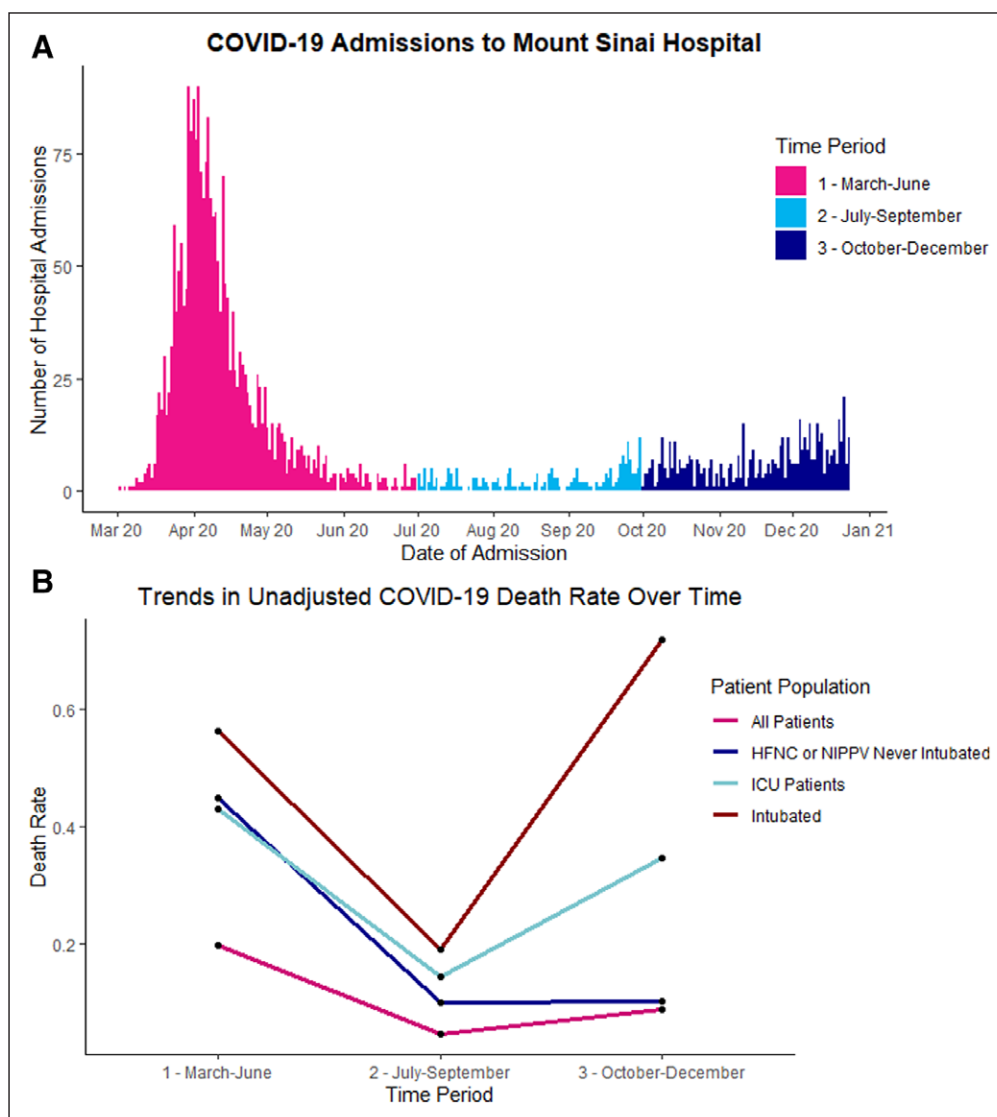 A
COVID-19 Admissions to Mount Sinai Hospital
Number of Hospital Admissions
75
50
25
0
Time Period
1 - March-June
2 - July-September
3 - October-December
Mar 20 Apr 20 May 20 Jun 20 Jul 20 Aug 20 Sep 20 Oct 20 Nov 20 Dec 20 Jan 21
Date of Admission
B
Trends in Unadjusted COVID-19 Death Rate Over Time
Death Rate
0.6
0.4
0.2
Patient Population
All Patients
HFNC or NIPPV Never Intubated
ICU Patients
Intubated
1 - March-June 2 - July-September 3 - October-December
Time Period